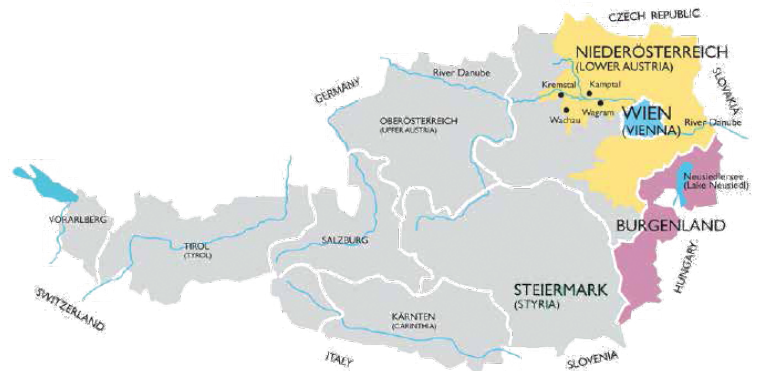 CZECH REPUBLIC
NIEDERÖSTERREICH
(LOWER AUSTRIA)
SLOVAKIA
GERMANY
River Danube
Kremstal
Kamptal
Wachau
Wagram
WIEN
(VIENNA)
River Danube
OBERÖSTERREICH
(UPPER AUSTRIA)
Neusiedlersee
(Lake Neusiedl)
VORARLBERG
TIROL
(TYROL)
SALZBURG
BURGENLAND
HUNGARY
SWITZERLAND
STEIERMARK
(STYRIA)
KÄRNTEN
(CARINTHIA)
ITALY
SLOVENIA